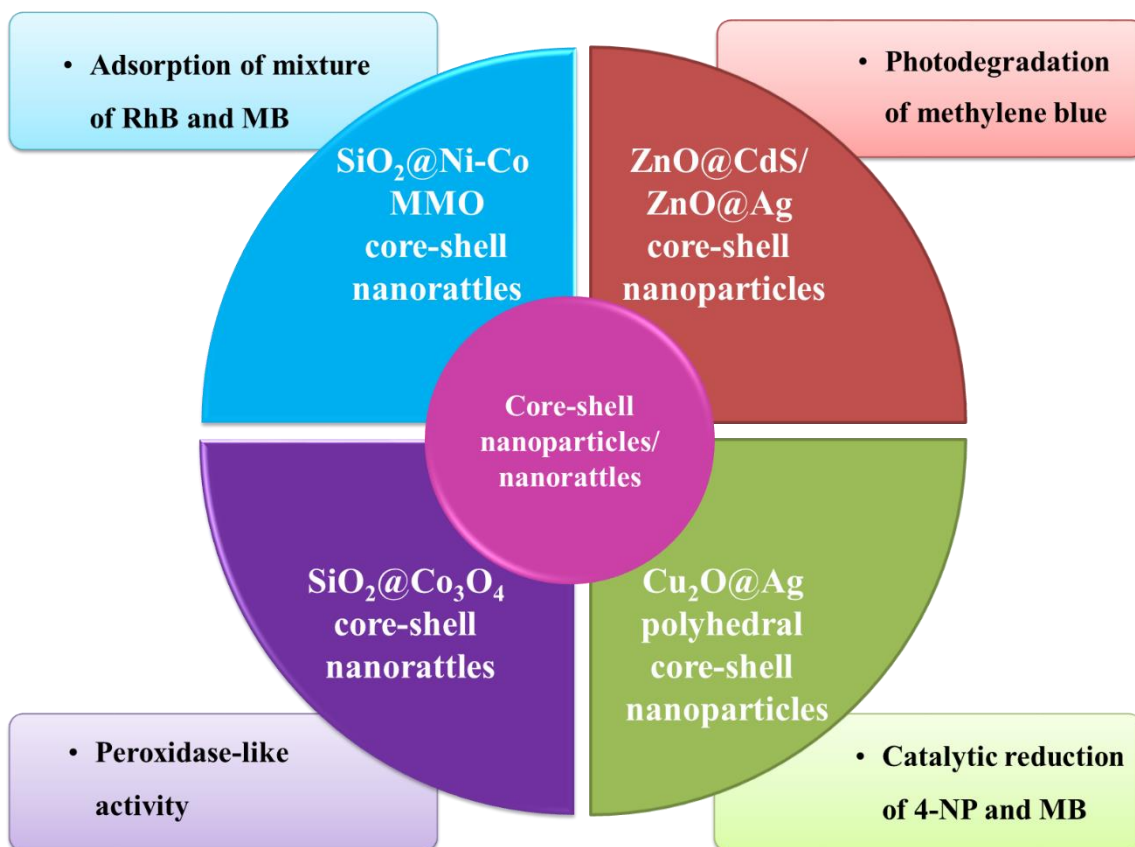 • Adsorption of mixture
of RhB and MB
• Photodegradation
of methylene blue
SiO₂@Ni-Co
MMO
core-shell
nanorattles
ZnO@CdS/
ZnO@Ag
core-shell
nanoparticles
Core-shell
nanoparticles/
nanorattles
SiO₂@Co₃O₄
core-shell
nanorattles
Cu₂O@Ag
polyhedral
core-shell
nanoparticles
• Peroxidase-like
activity
• Catalytic reduction
of 4-NP and MB